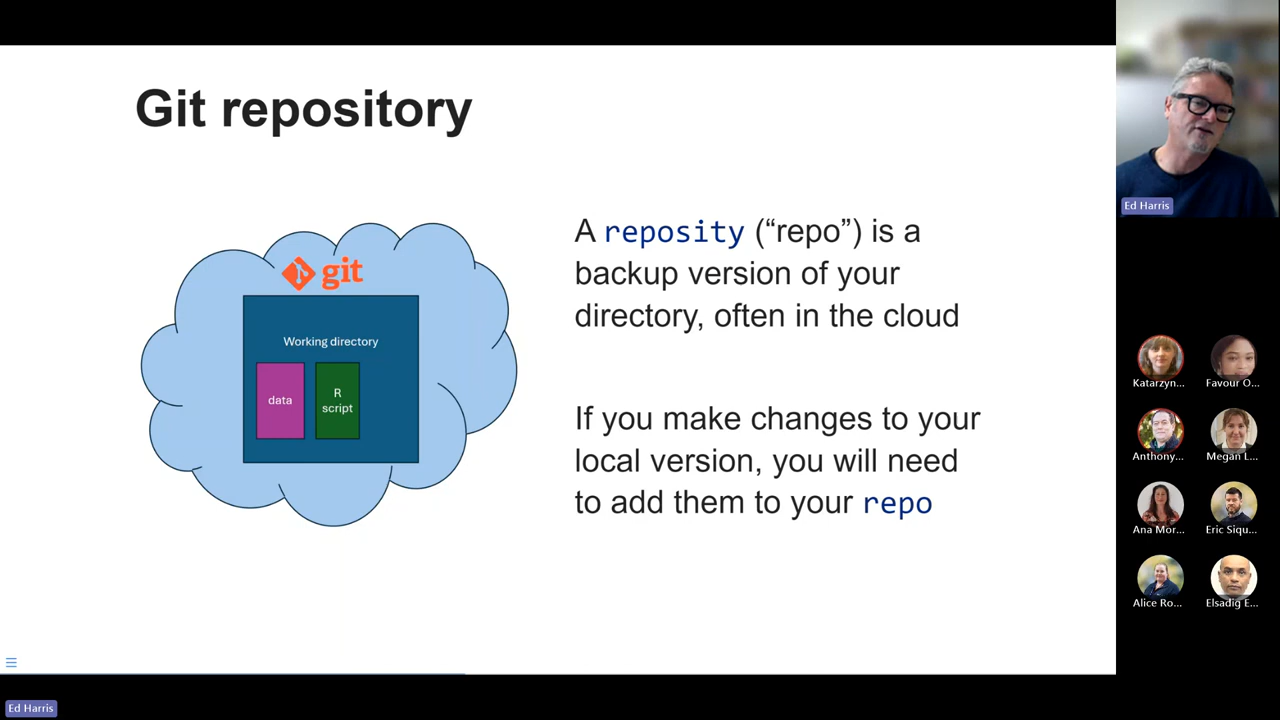 Git repository
git
Working directory
data
R
script
A reposity (“repo”) is a
backup version of your
directory, often in the cloud
If you make changes to your
local version, you will need
to add them to your repo
Ed Harris
Katarzyn...
Favour O...
Anthony...
Megan L...
Ana Mor...
Eric Siqu...
Alice Ro...
Elsadig E...
Ed Harris